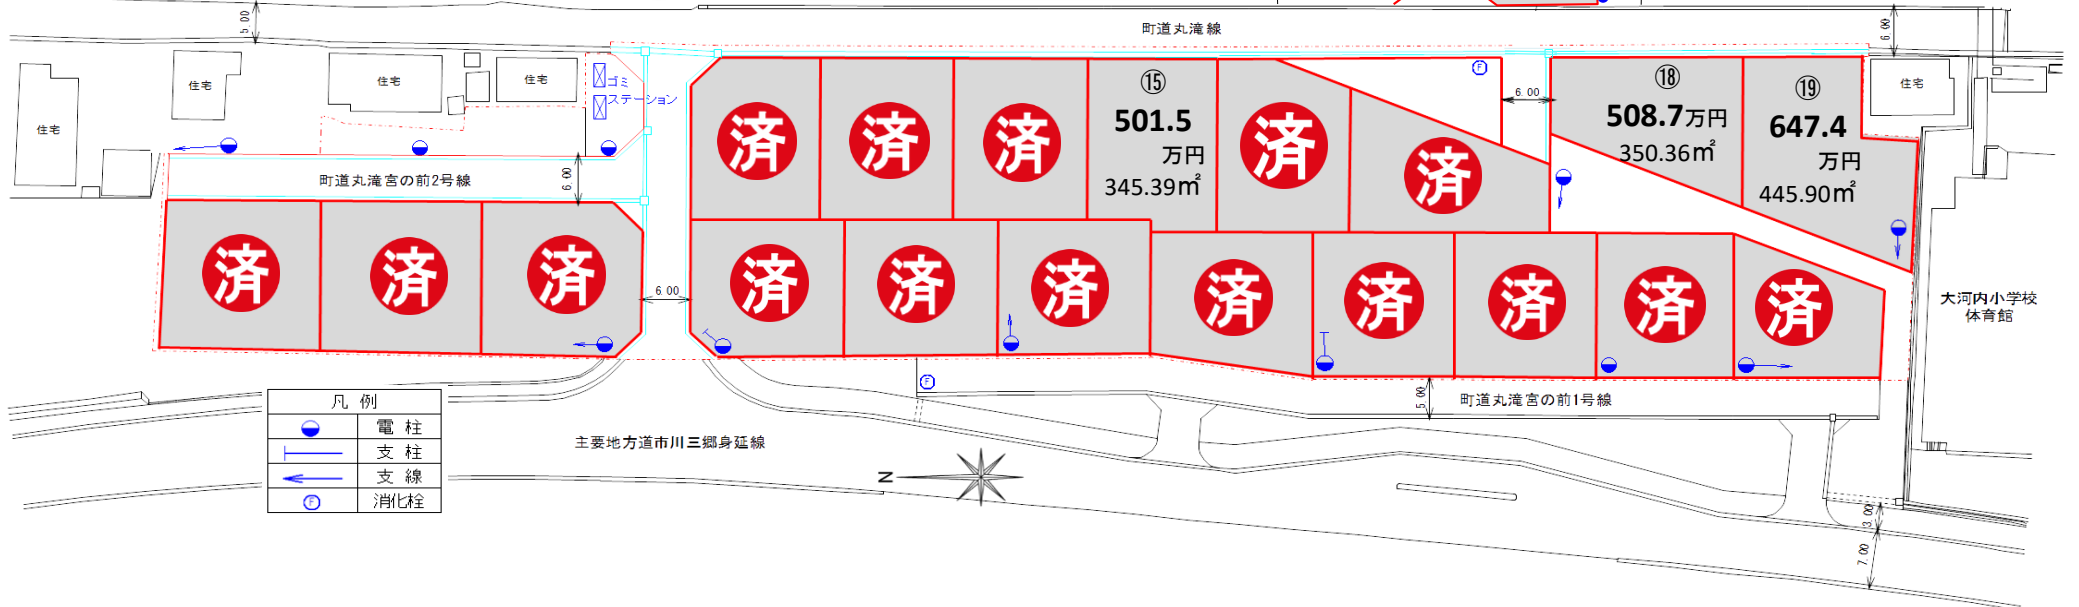 町道丸滝線
5.00
6.00
住宅
住宅
住宅
住宅
住宅
ゴミ
ステーション
町道丸滝宮の前2号線
6.00
済
済
済
⑮
501.5
万円
345.39㎡
済
済
6.00
⑱
508.7万円
350.36㎡
⑲
647.4
万円
445.90㎡
済
済
済
6.00
済
済
済
済
済
済
済
済
大河内小学校
体育館
5.00
町道丸滝宮の前1号線
主要地方道市川三郷身延線
N
凡 例
電 柱
支 柱
支 線
F
消化栓
F
F
3.00
7.00